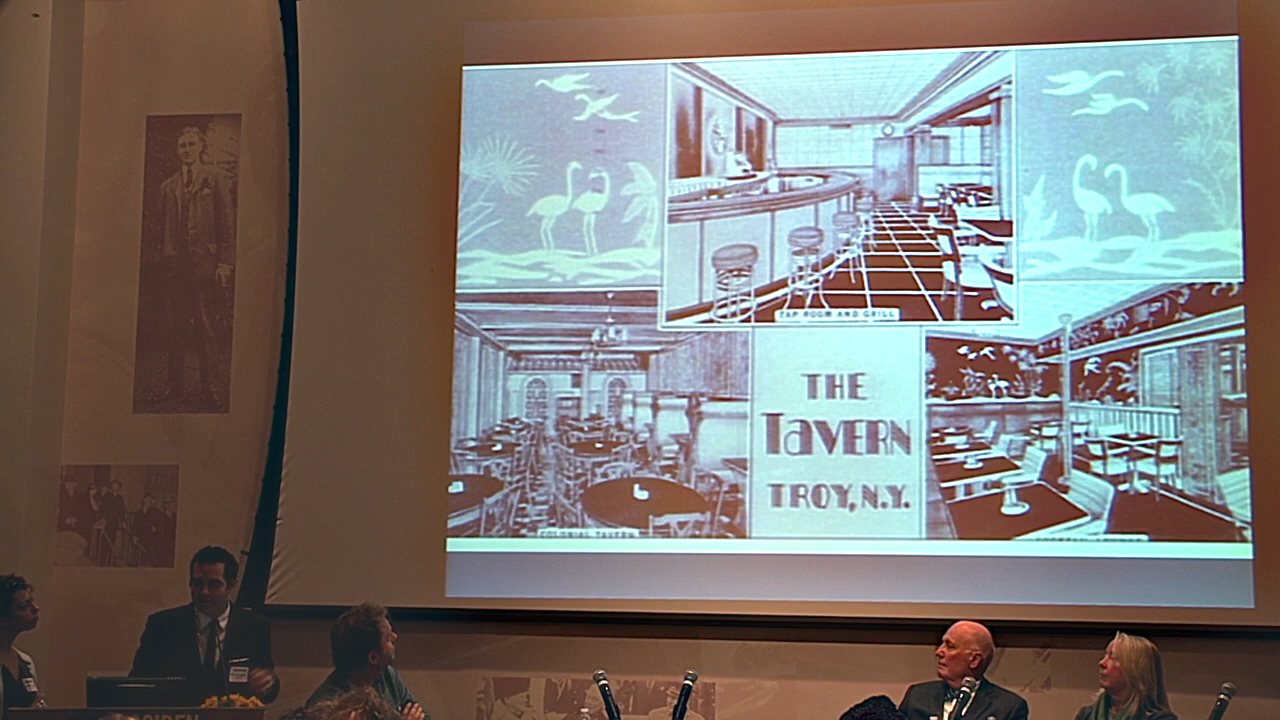 TAP ROOM AND GRILL
THE
TAVERN
TROY, N.Y.
COLONIAL TAVERN